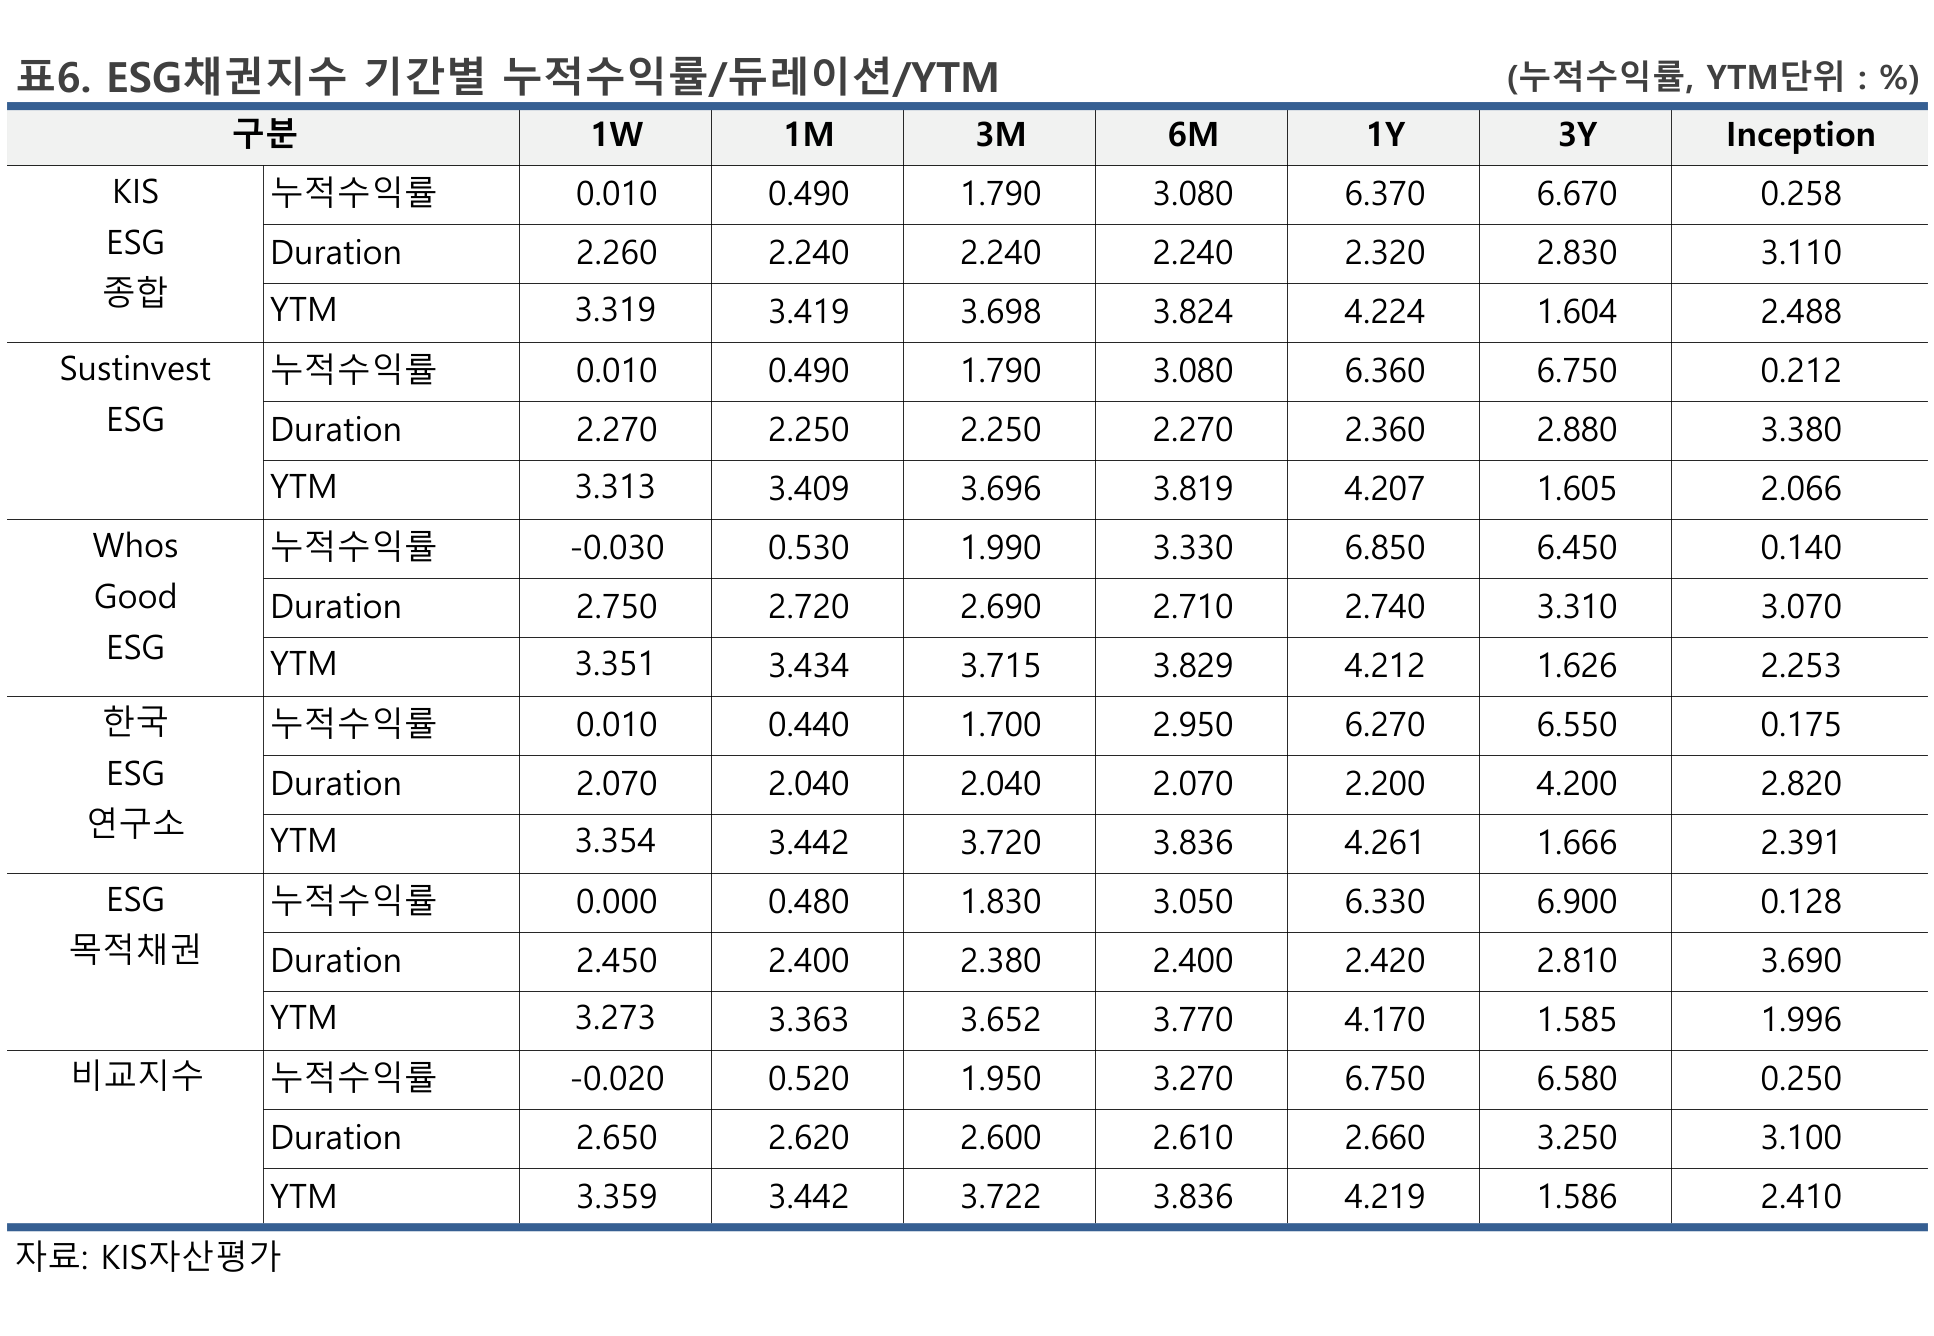 표6. ESG채권지수 기간별 누적수익률/듀레이션/YTM (누적수익률, YTM단위 : %)
구분 1W 1M 3M 6M 1Y 3Y Inception
KIS ESG 종합 누적수익률 0.010 0.490 1.790 3.080 6.370 6.670 0.258
Duration 2.260 2.240 2.240 2.240 2.320 2.830 3.110
YTM 3.319 3.419 3.698 3.824 4.224 1.604 2.488
Sustinvest ESG 누적수익률 0.010 0.490 1.790 3.080 6.360 6.750 0.212
Duration 2.270 2.250 2.250 2.270 2.360 2.880 3.380
YTM 3.313 3.409 3.696 3.819 4.207 1.605 2.066
Whos Good ESG 누적수익률 -0.030 0.530 1.990 3.330 6.850 6.450 0.140
Duration 2.750 2.720 2.690 2.710 2.740 3.310 3.070
YTM 3.351 3.434 3.715 3.829 4.212 1.626 2.253
한국 ESG 연구소 누적수익률 0.010 0.440 1.700 2.950 6.270 6.550 0.175
Duration 2.070 2.040 2.040 2.070 2.200 4.200 2.820
YTM 3.354 3.442 3.720 3.836 4.261 1.666 2.391
ESG 목적채권 누적수익률 0.000 0.480 1.830 3.050 6.330 6.900 0.128
Duration 2.450 2.400 2.380 2.400 2.420 2.810 3.690
YTM 3.273 3.363 3.652 3.770 4.170 1.585 1.996
비교지수 누적수익률 -0.020 0.520 1.950 3.270 6.750 6.580 0.250
Duration 2.650 2.620 2.600 2.610 2.660 3.250 3.100
YTM 3.359 3.442 3.722 3.836 4.219 1.586 2.410
자료: KIS자산평가